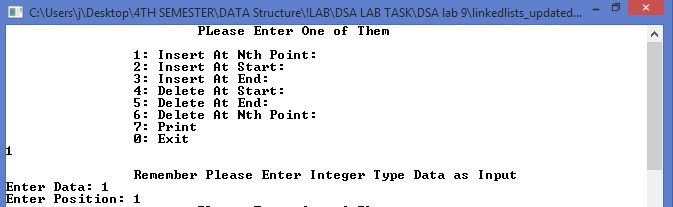 C:\Users\j\Desktop\4TH SEMESTER\DATA Structure\!LAB\DSA LAB TASK\DSA lab 9\linkedlists_updated...
PLease Enter One of Them
1: Insert At Nth Point:
2: Insert At Start:
3: Insert At End:
4: Delete At Start:
5: Delete At End:
6: Delete At Nth Point:
7: Print
0: Exit
1
Remember Please Enter Integer Type Data as Input
Enter Data: 1
Enter Position: 1